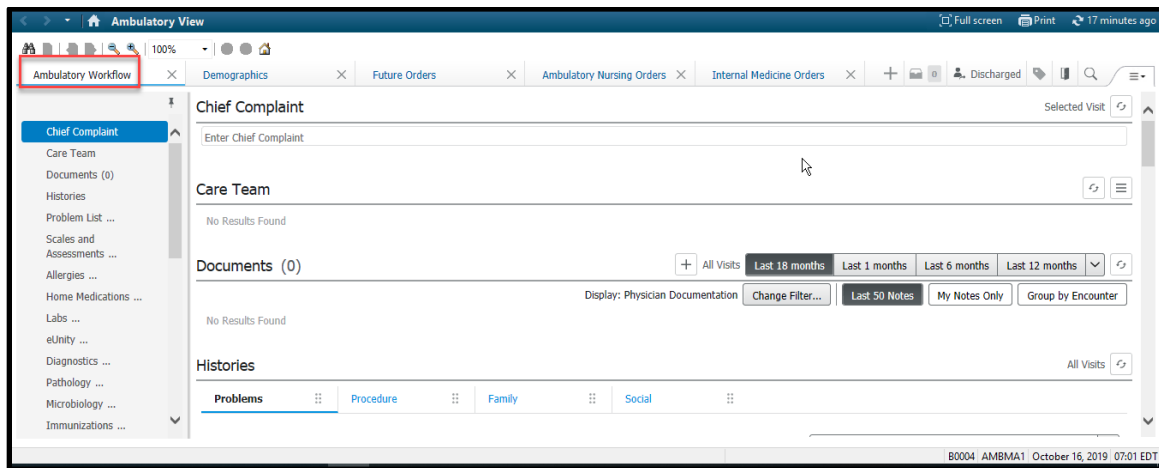 Ambulatory View Full screen Print 17 minutes ago
100%
Ambulatory Workflow Demographics Future Orders Ambulatory Nursing Orders Internal Medicine Orders 0 Discharged
Chief Complaint
Care Team
Documents (0)
Histories
Problem List ...
Scales and
Assessments ...
Allergies ...
Home Medications ...
Labs ...
eUnity ...
Diagnostics ...
Pathology ...
Microbiology ...
Immunizations ...
Chief Complaint Selected Visit
Enter Chief Complaint
Care Team
No Results Found
Documents (0) All Visits Last 18 months Last 1 months Last 6 months Last 12 months
Display: Physician Documentation Change Filter... Last 50 Notes My Notes Only Group by Encounter
No Results Found
Histories All Visits
Problems Procedure Family Social
B0004 AMBMA1 October 16, 2019 07:01 EDT